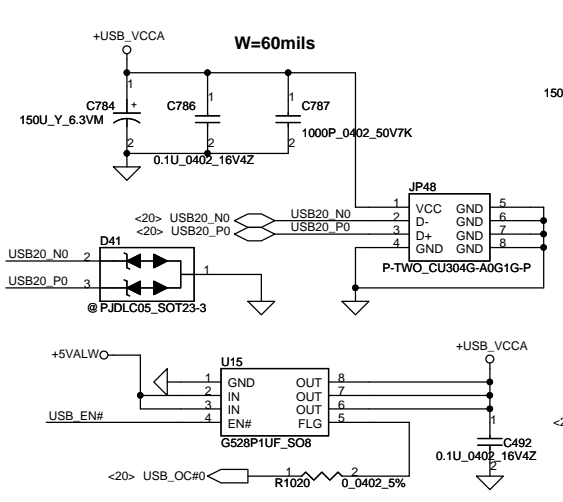 +USB_VCCA
W=60mils
150
1 1 1
C784 + C786 C787
150U_Y_6.3VM
1000P_0402_50V7K
2 2 2
0.1U_0402_16V4Z
JP48
<20> USB20_N0 USB20_N0 1 VCC GND 5
<20> USB20_P0 USB20_P0 2 D- GND 6
3 D+ GND 7
4 GND GND 8
P-TWO_CU304G-A0G1G-P
D41
USB20_N0 2 1
USB20_P0 3
@ PJDLC05_SOT23-3
+5VALW
+USB_VCCA
U15
1 GND OUT 8
2 IN OUT 7
3 IN OUT 6
USB_EN# 4 EN# FLG 5
G528P1UF_SO8
1
C492
0.1U_0402_16V4Z
2
<20> USB_OC#0 1 2
R1020 0_0402_5%